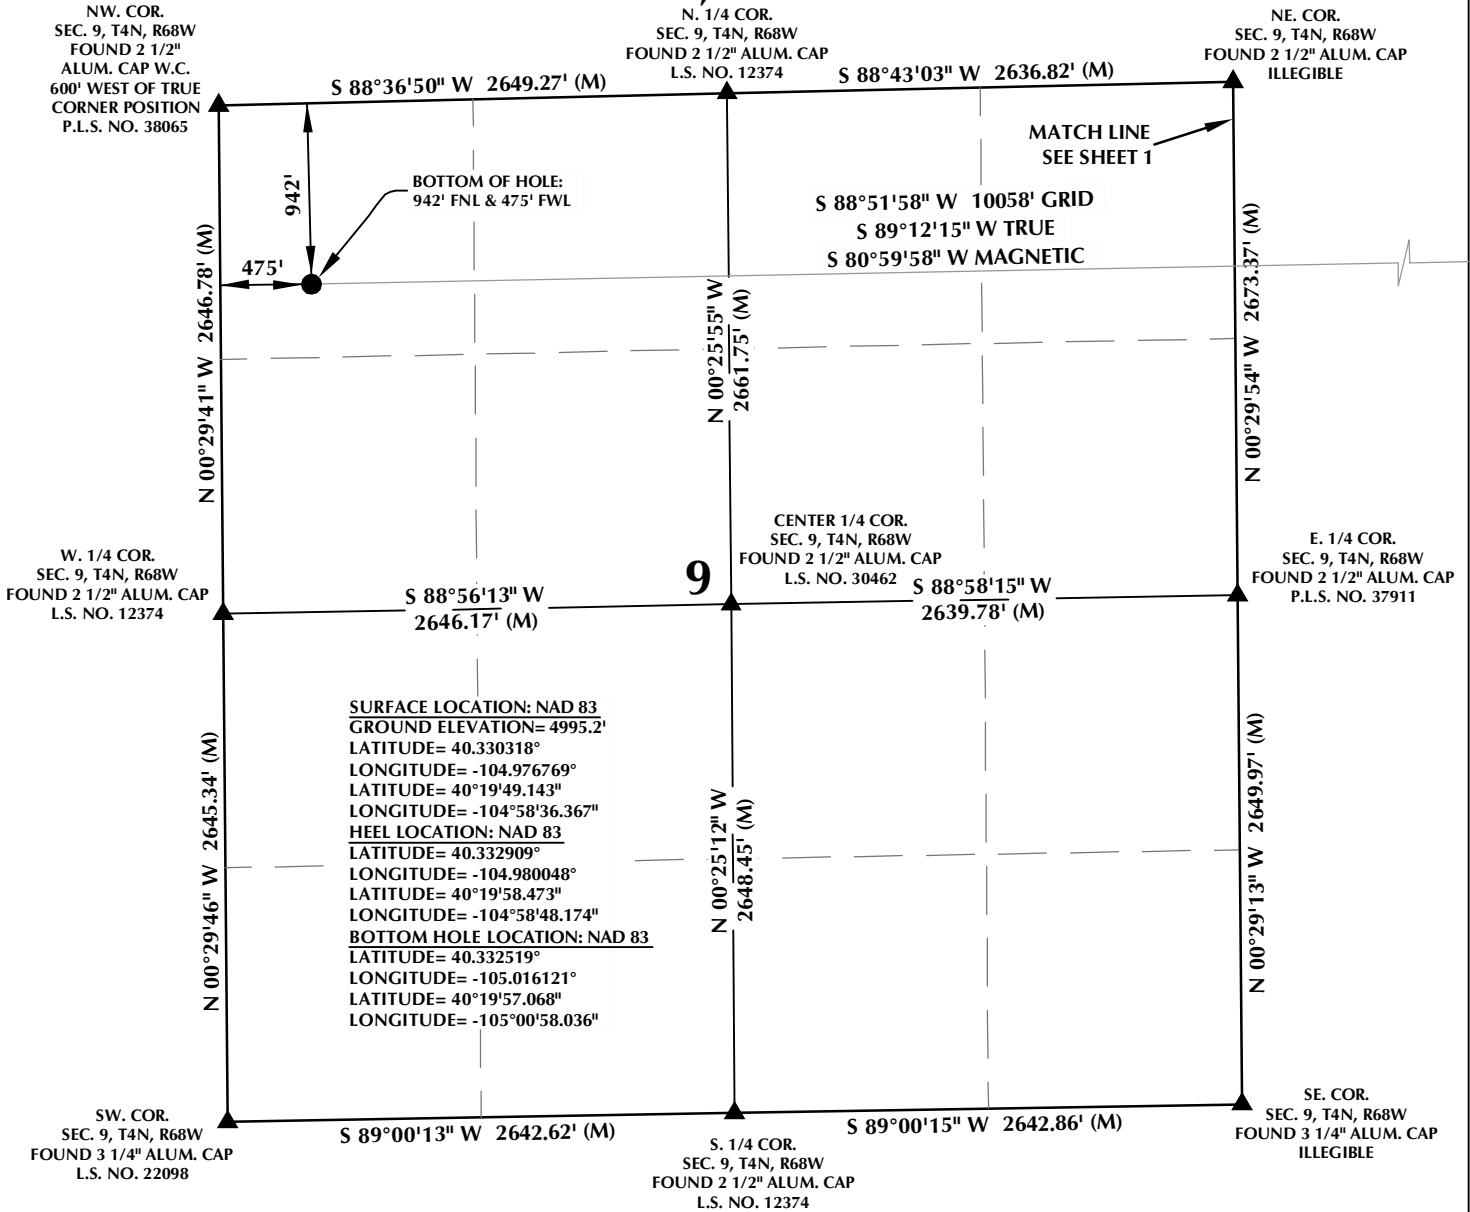 NW. COR.
SEC. 9, T4N, R68W
FOUND 2 1/2" 
ALUM. CAP W.C.
600' WEST OF TRUE
CORNER POSITION
P.L.S. NO. 38065
N. 1/4 COR.
SEC. 9, T4N, R68W
FOUND 2 1/2" ALUM. CAP
L.S. NO. 12374
NE. COR.
SEC. 9, T4N, R68W
FOUND 2 1/2" ALUM. CAP
ILLEGIBLE
S 88°36'50" W 2649.27' (M)
S 88°43'03" W 2636.82' (M)
MATCH LINE
SEE SHEET 1
942'
BOTTOM OF HOLE:
942' FNL & 475' FWL
S 88°51'58" W 10058' GRID
S 89°12'15" W TRUE
S 80°59'58" W MAGNETIC
475'
N 00°29'41" W 2646.78' (M)
N 00°25'55" W
2661.75' (M)
N 00°29'54" W 2673.37' (M)
W. 1/4 COR.
SEC. 9, T4N, R68W
FOUND 2 1/2" ALUM. CAP
L.S. NO. 12374
CENTER 1/4 COR.
SEC. 9, T4N, R68W
FOUND 2 1/2" ALUM. CAP
L.S. NO. 30462
E. 1/4 COR.
SEC. 9, T4N, R68W
FOUND 2 1/2" ALUM. CAP
P.L.S. NO. 37911
9
S 88°56'13" W
2646.17' (M)
S 88°58'15" W
2639.78' (M)
SURFACE LOCATION: NAD 83
GROUND ELEVATION= 4995.2'
LATITUDE= 40.330318°
LONGITUDE= -104.976769°
LATITUDE= 40°19'49.143"
LONGITUDE= -104°58'36.367"
HEEL LOCATION: NAD 83
LATITUDE= 40.332909°
LONGITUDE= -104.980048°
LATITUDE= 40°19'58.473"
LONGITUDE= -104°58'48.174"
BOTTOM HOLE LOCATION: NAD 83
LATITUDE= 40.332519°
LONGITUDE= -105.016121°
LATITUDE= 40°19'57.068"
LONGITUDE= -105°00'58.036"
N 00°29'46" W 2645.34' (M)
N 00°25'12" W
2648.45' (M)
N 00°29'13" W 2649.97' (M)
SW. COR.
SEC. 9, T4N, R68W
FOUND 3 1/4" ALUM. CAP
L.S. NO. 22098
S 89°00'13" W 2642.62' (M)
S. 1/4 COR.
SEC. 9, T4N, R68W
FOUND 2 1/2" ALUM. CAP
L.S. NO. 12374
S 89°00'15" W 2642.86' (M)
SE. COR.
SEC. 9, T4N, R68W
FOUND 3 1/4" ALUM. CAP
ILLEGIBLE